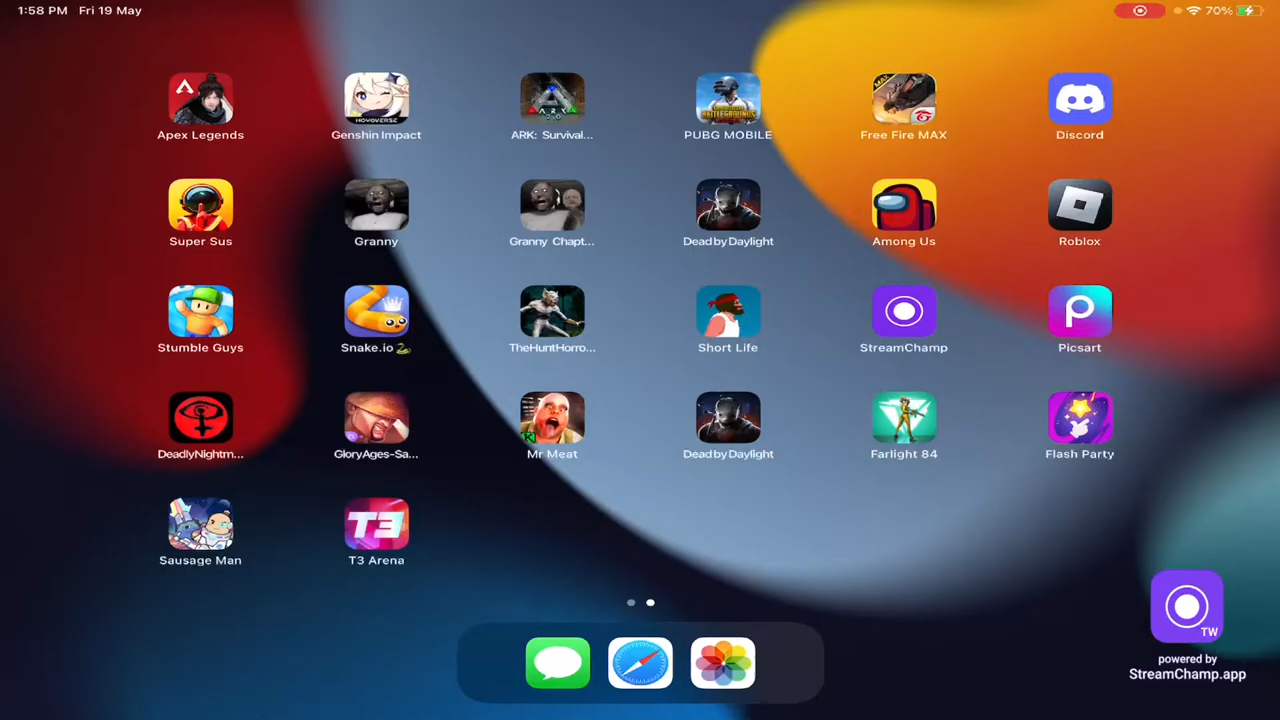 1:58 PM Fri 19 May
70%
Apex Legends
HOYOVERSE
Genshin Impact
ARK: Survival...
PUBG MOBILE
MAX
Free Fire MAX
Discord
Super Sus
Granny
Granny Chapt...
Dead by Daylight
Among Us
Roblox
Stumble Guys
Snake.io
TheHuntHorro...
Short Life
StreamChamp
Picsart
DeadlyNightm...
GloryAges-Sa...
Mr Meat
Dead by Daylight
Farlight 84
Flash Party
Sausage Man
T3
T3 Arena
TW
powered by
StreamChamp.app